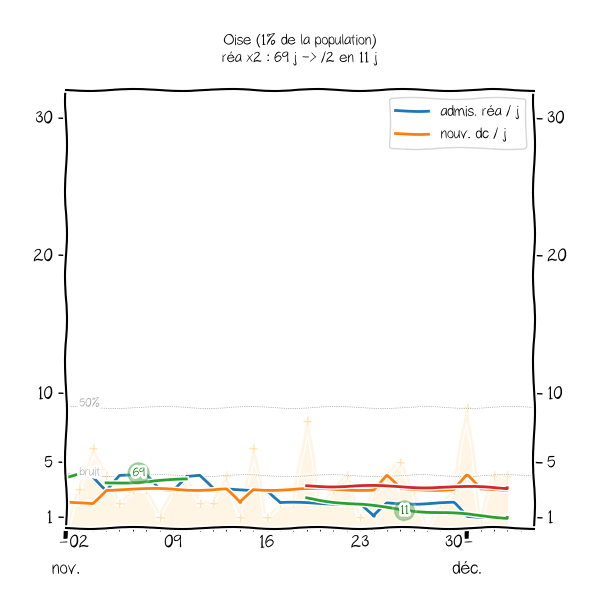 Oise (1% de la population)
réa x2 : 69 j -> /2 en 11 j
admis. réa / j
nouv. dc / j
30 30
20 20
10 10
50%
5 5
bruit
69
11
1 1
02 09 16 23 30
nov. déc.